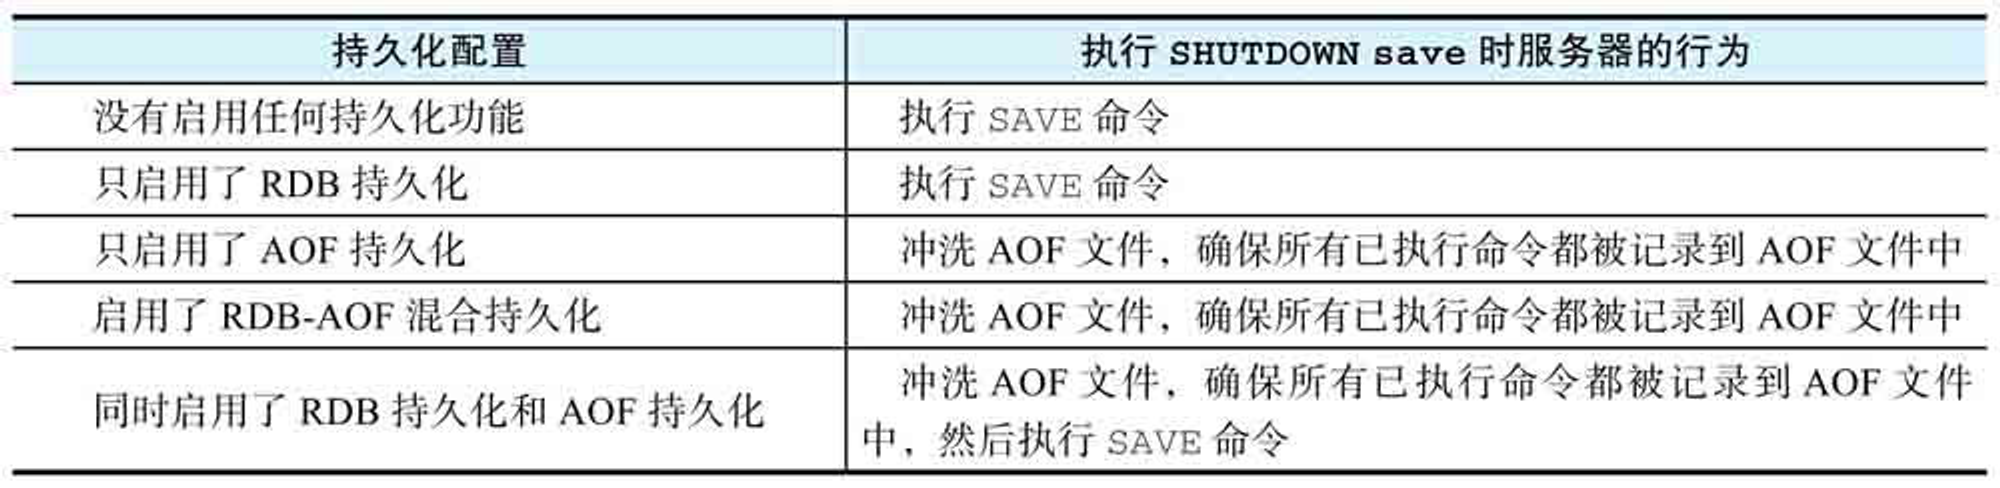 持久化配置 执行 SHUTDOWN save 时服务器的行为
没有启用任何持久化功能 执行 SAVE 命令
只启用了 RDB 持久化 执行 SAVE 命令
只启用了 AOF 持久化 冲洗 AOF 文件，确保所有已执行命令都被记录到 AOF 文件中
启用了 RDB-AOF 混合持久化 冲洗 AOF 文件，确保所有已执行命令都被记录到 AOF 文件中
同时启用了 RDB 持久化和 AOF 持久化 冲洗 AOF 文件，确保所有已执行命令都被记录到 AOF 文件
中，然后执行 SAVE 命令